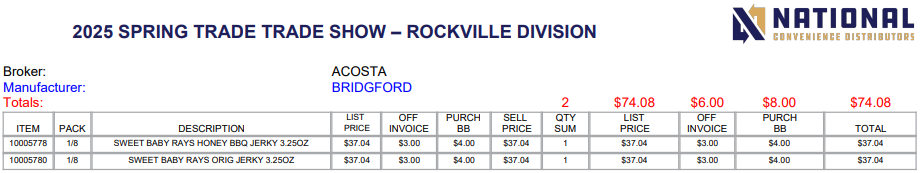 2025 SPRING TRADE TRADE SHOW – ROCKVILLE DIVISION
NATIONAL
CONVENIENCE DISTRIBUTORS
Broker: ACOSTA
Manufacturer: BRIDGFORD
Totals: 2 $74.08 $6.00 $8.00 $74.08
ITEM PACK DESCRIPTION LIST PRICE OFF INVOICE PURCH BB SELL PRICE QTY SUM LIST PRICE OFF INVOICE PURCH BB TOTAL
10005778 1/8 SWEET BABY RAYS HONEY BBQ JERKY 3.25OZ $37.04 $3.00 $4.00 $37.04 1 $37.04 $3.00 $4.00 $37.04
10005780 1/8 SWEET BABY RAYS ORIG JERKY 3.25OZ $37.04 $3.00 $4.00 $37.04 1 $37.04 $3.00 $4.00 $37.04